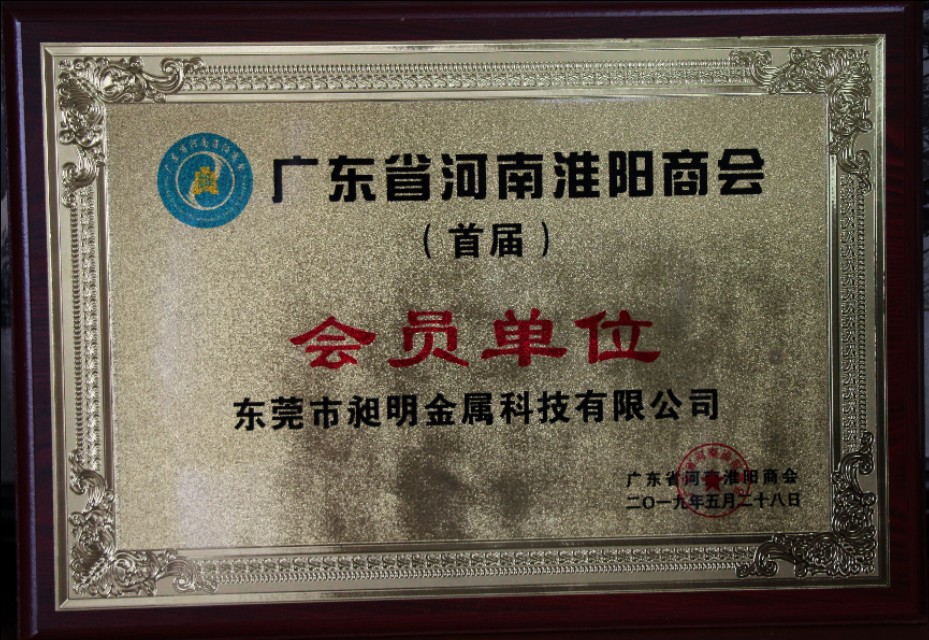 广东省河南淮阳商会
（首届）
会员单位
东莞市昶明金属科技有限公司
广东省河南淮阳商会
二〇一九年五月二十八日